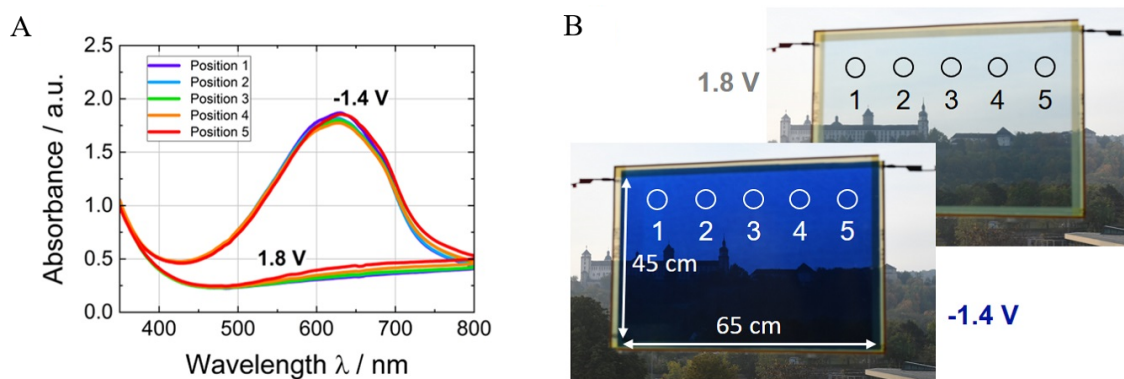 A
Absorbance / a.u.
2.5
2.0
1.5
1.0
0.5
0.0
Position 1
Position 2
Position 3
Position 4
Position 5
-1.4 V
1.8 V
400 500 600 700 800
Wavelength λ / nm
B
1.8 V
1 2 3 4 5
1 2 3 4 5
45 cm
65 cm
-1.4 V